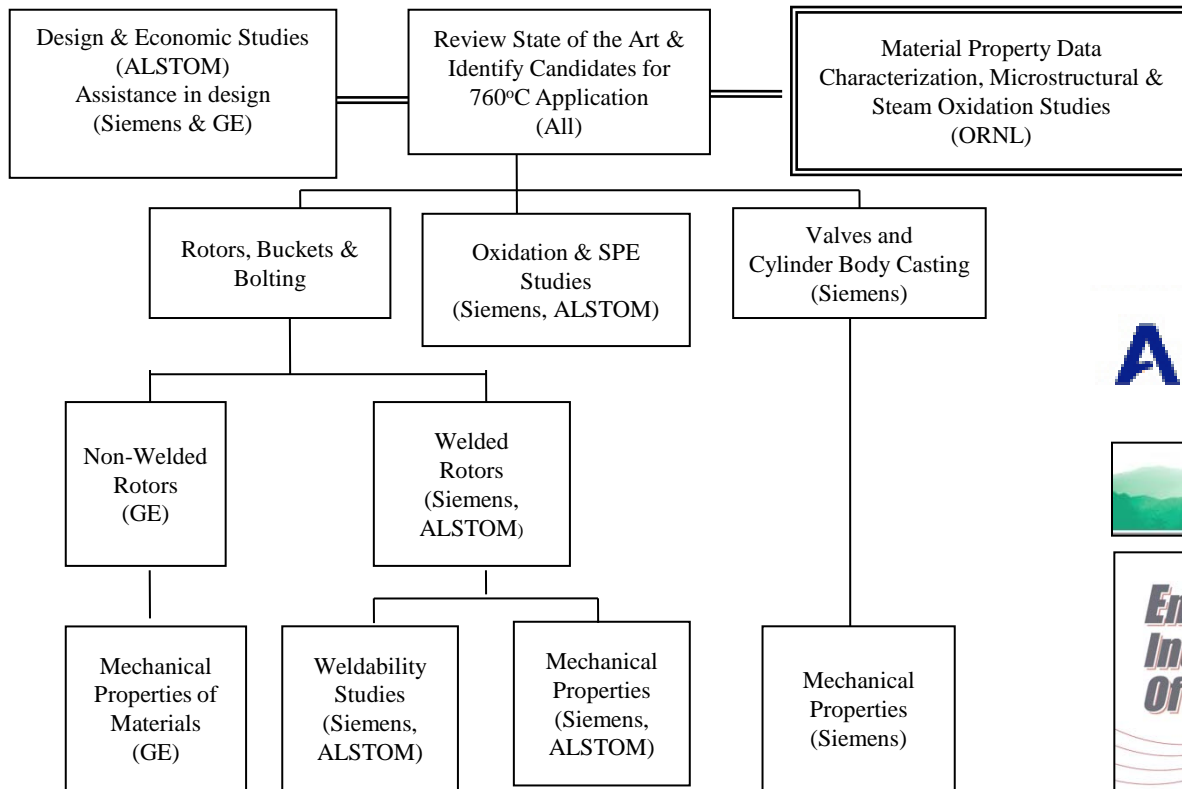 Design & Economic Studies
(ALSTOM)
Assistance in design
(Siemens & GE)
Review State of the Art &
Identify Candidates for
760°C Application
(All)
Material Property Data
Characterization, Microstructural &
Steam Oxidation Studies
(ORNL)
Rotors, Buckets &
Bolting
Oxidation & SPE
Studies
(Siemens, ALSTOM)
Valves and
Cylinder Body Casting
(Siemens)
A
Non-Welded
Rotors
(GE)
Welded
Rotors
(Siemens,
ALSTOM)
Mechanical
Properties of
Materials
(GE)
Weldability
Studies
(Siemens,
ALSTOM)
Mechanical
Properties
(Siemens,
ALSTOM)
Mechanical
Properties
(Siemens)